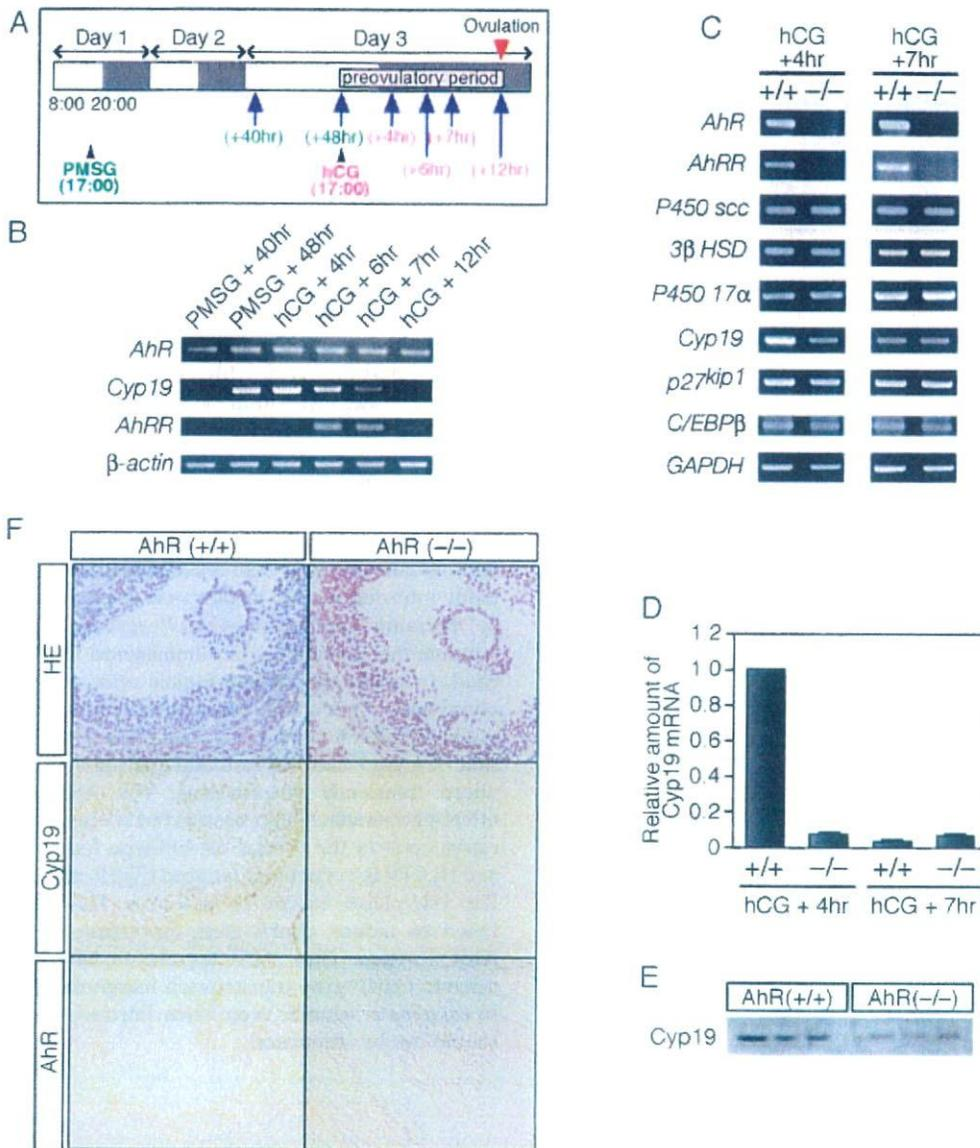 A
Day 1
Day 2
Day 3
Ovulation
preovulatory period
8:00 20:00
(+40hr)
(+48hr)
(+4hr)
(+7hr)
(+6hr)
(+12hr)
PMSG
(17:00)
hCG
(17:00)
B
PMSG + 40hr
PMSG + 48hr
hCG + 4hr
hCG + 6hr
hCG + 7hr
hCG + 12hr
AhR
Cyp19
AhRR
β-actin
C
hCG +4hr
hCG +7hr
+/+ −/− +/+ −/−
AhR
AhRR
P450 scc
3β HSD
P450 17α
Cyp19
p27kip1
C/EBPβ
GAPDH
F
AhR (+/+)
AhR (−/−)
HE
Cyp19
AhR
D
Relative amount of Cyp19 mRNA
1 2
1 0
0.8
0.6
0.4
0.2
0
+/+ −/− +/+ −/−
hCG + 4hr hCG + 7hr
E
AhR(+/+) AhR(−/−)
Cyp19